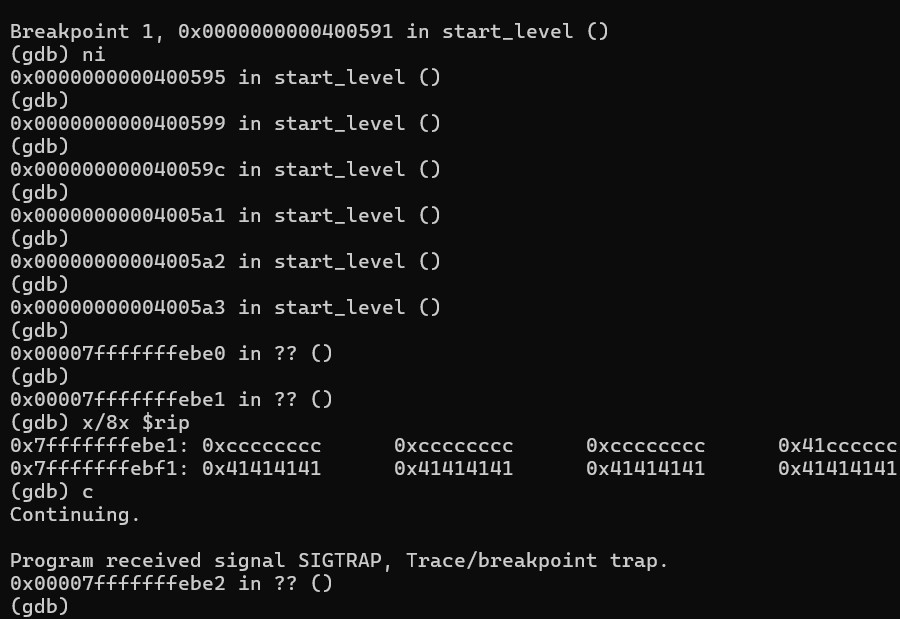 Breakpoint 1, 0x0000000000400591 in start_level ()
(gdb) ni
0x0000000000400595 in start_level ()
(gdb)
0x0000000000400599 in start_level ()
(gdb)
0x000000000040059c in start_level ()
(gdb)
0x00000000004005a1 in start_level ()
(gdb)
0x00000000004005a2 in start_level ()
(gdb)
0x00000000004005a3 in start_level ()
(gdb)
0x00007fffffffebe0 in ?? ()
(gdb)
0x00007fffffffebe1 in ?? ()
(gdb) x/8x $rip
0x7fffffffebe1: 0xcccccccc      0xcccccccc      0xcccccccc      0x41cccccc
0x7fffffffebf1: 0x41414141      0x41414141      0x41414141      0x41414141
(gdb) c
Continuing.

Program received signal SIGTRAP, Trace/breakpoint trap.
0x00007fffffffebe2 in ?? ()
(gdb)